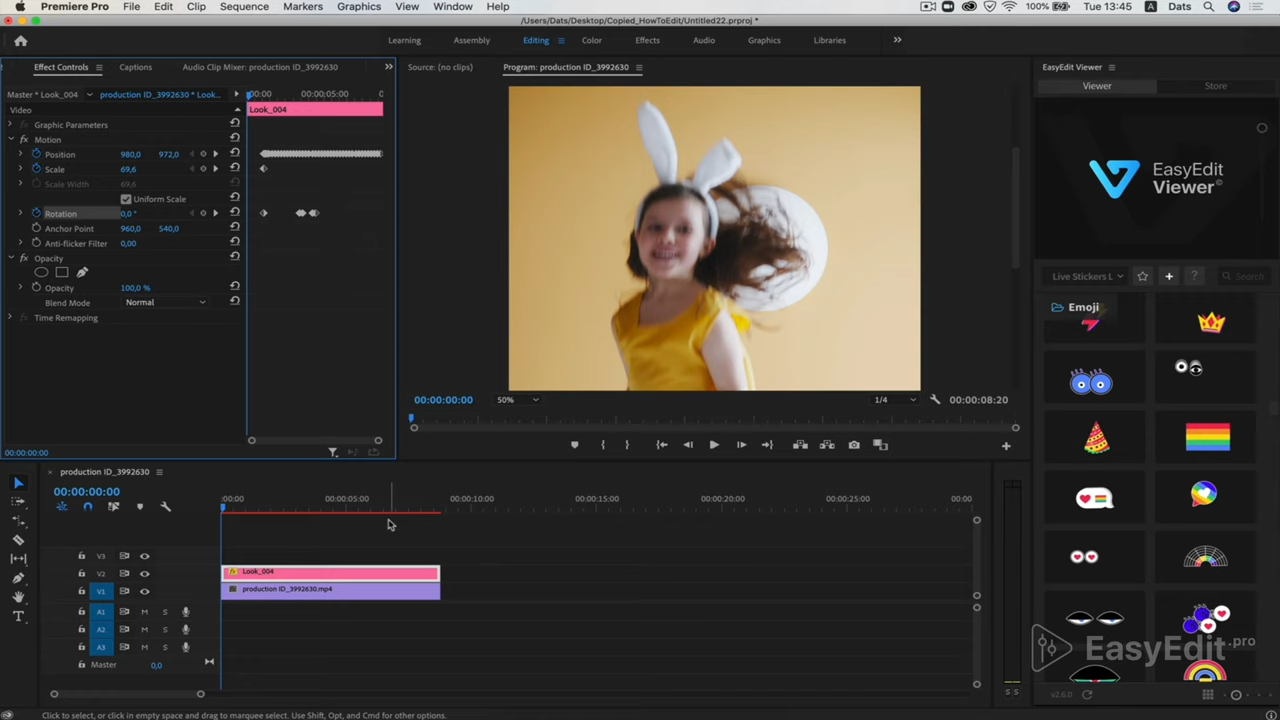 Premiere Pro File Edit Clip Sequence Markers Graphics View Window Help 100% Tue 13:45 A Dats
/Users/Dats/Desktop/Copied_HowToEdit/Untitled22.prproj *
Learning Assembly Editing Color Effects Audio Graphics Libraries
Effect Controls Captions Audio Clip Mixer: production ID_3992630
Source: (no clips) Program: production ID_3992630
EasyEdit Viewer
Viewer Store
Master * Look_004 production ID_3992630 * Look... :00:00 00:00:05:00
Video Look_004
Graphic Parameters
fx Motion
Position 980,0 972,0
Scale 69,6
Scale Width 69,6
Uniform Scale
Rotation 0,0 °
Anchor Point 960,0 540,0
Anti-flicker Filter 0,00
fx Opacity
Opacity 100,0 %
Blend Mode Normal
Time Remapping
00:00:00:00
EasyEdit
Viewer©
Live Stickers L ? Search
Emoji
00:00:00:00 50% 1/4 00:00:08:20
production ID_3992630
00:00:00:00
:00:00 00:00:05:00 00:00:10:00 00:00:15:00 00:00:20:00 00:00:25:00 00:00
V3
V2 fx Look_004
V1 production ID_3992630.mp4
A1 M S
A2 M S
A3 M S
Master 0,0
S S
EasyEdit.pro
v2.6.0
Click to select, or click in empty space and drag to marquee select. Use Shift, Opt, and Cmd for other options.